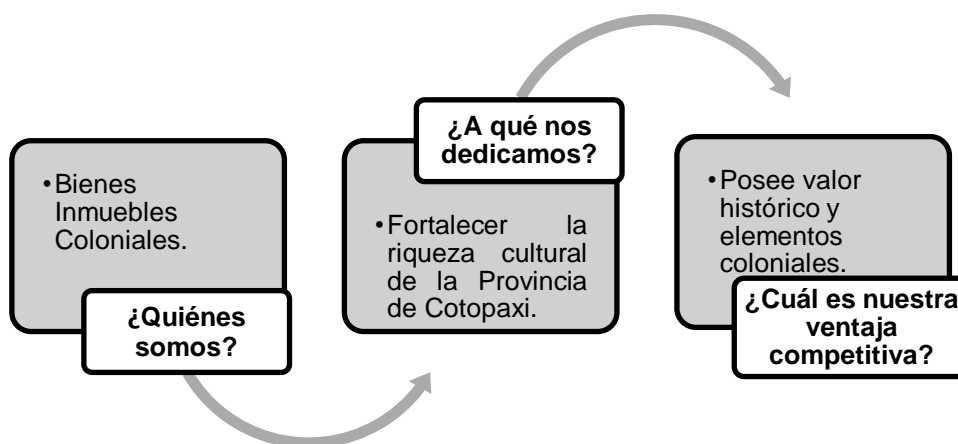 •Bienes
Inmuebles
Coloniales.
¿Quiénes
somos?
¿A qué nos
dedicamos?
•Fortalecer la
riqueza cultural
de la Provincia
de Cotopaxi.
•Posee valor
histórico y
elementos
coloniales.
¿Cuál es nuestra
ventaja
competitiva?